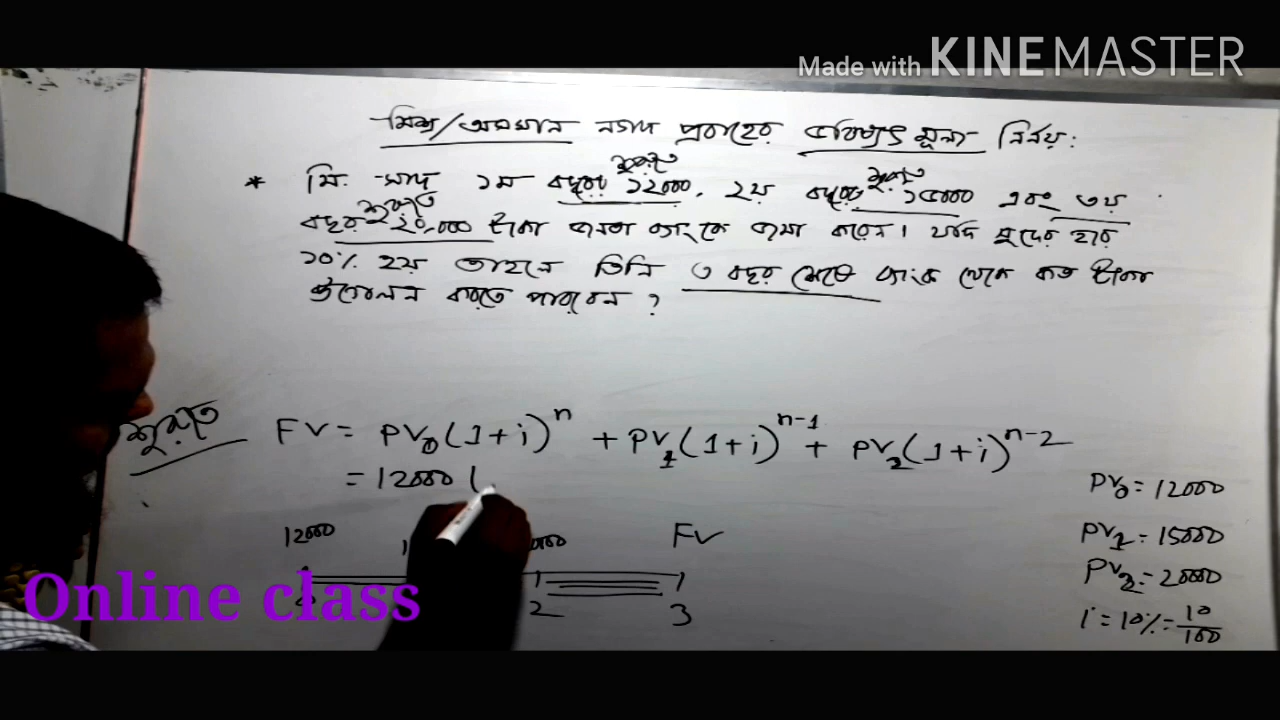 Made with KINEMASTER
মিশ্র/অসমান নগদ প্রবাহের ভবিষ্যৎ মূল্য নির্নয়:
শুরুতে শুরুতে
* মি. সাদ ১ম বছরে ১২০০০, ২য় বছরে ১৫০০০ এবং ৩য়
শুরুতে
বছর ২০,০০০ টাকা জনতা ব্যাংকে জমা করেন। যদি সুদের হার
১০% হয় তাহলে তিনি ৩ বছর শেষে ব্যাংক থেকে কত টাকা
উত্তোলন করতে পারবেন ?
শুরুতে
FV = PV₀(1+i)ⁿ + PV₁(1+i)ⁿ⁻¹ + PV₂(1+i)ⁿ⁻²
= 12000 (
PV₀ = 12000
12000 FV
PV₁ = 15000
PV₂ = 20000
2 3
i = 10% = 10/100
Online class